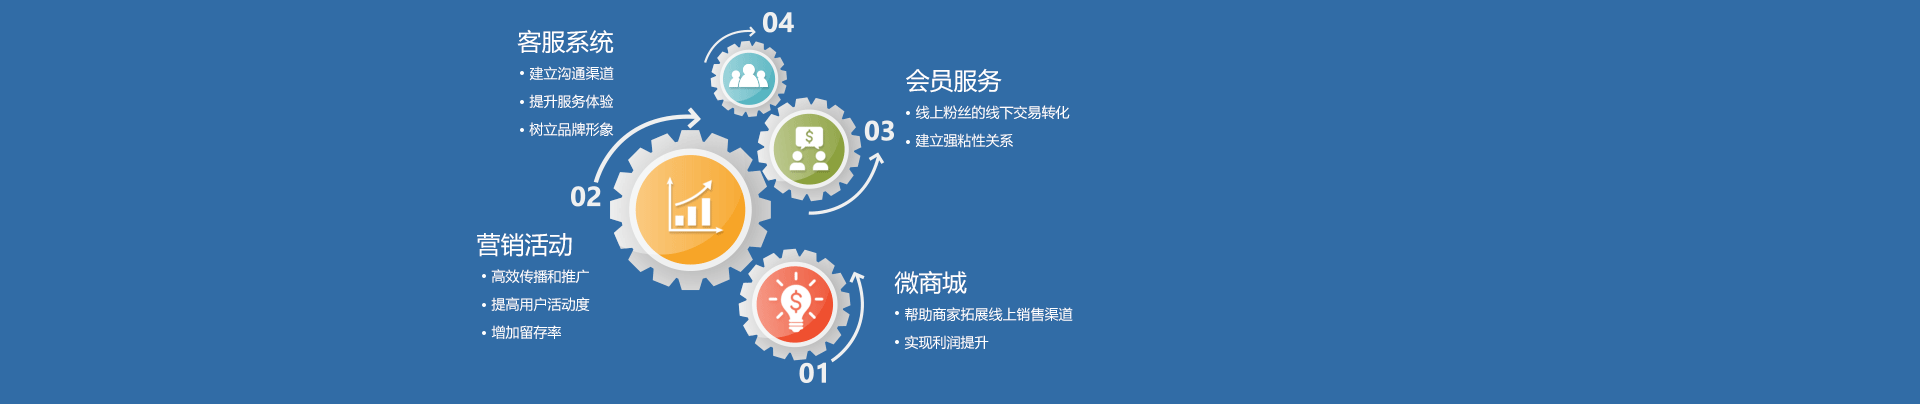 04
客服系统
• 建立沟通渠道
• 提升服务体验
• 树立品牌形象
会员服务
• 线上粉丝的线下交易转化
• 建立强粘性关系
03
02
营销活动
• 高效传播和推广
• 提高用户活动度
• 增加留存率
微商城
• 帮助商家拓展线上销售渠道
• 实现利润提升
01